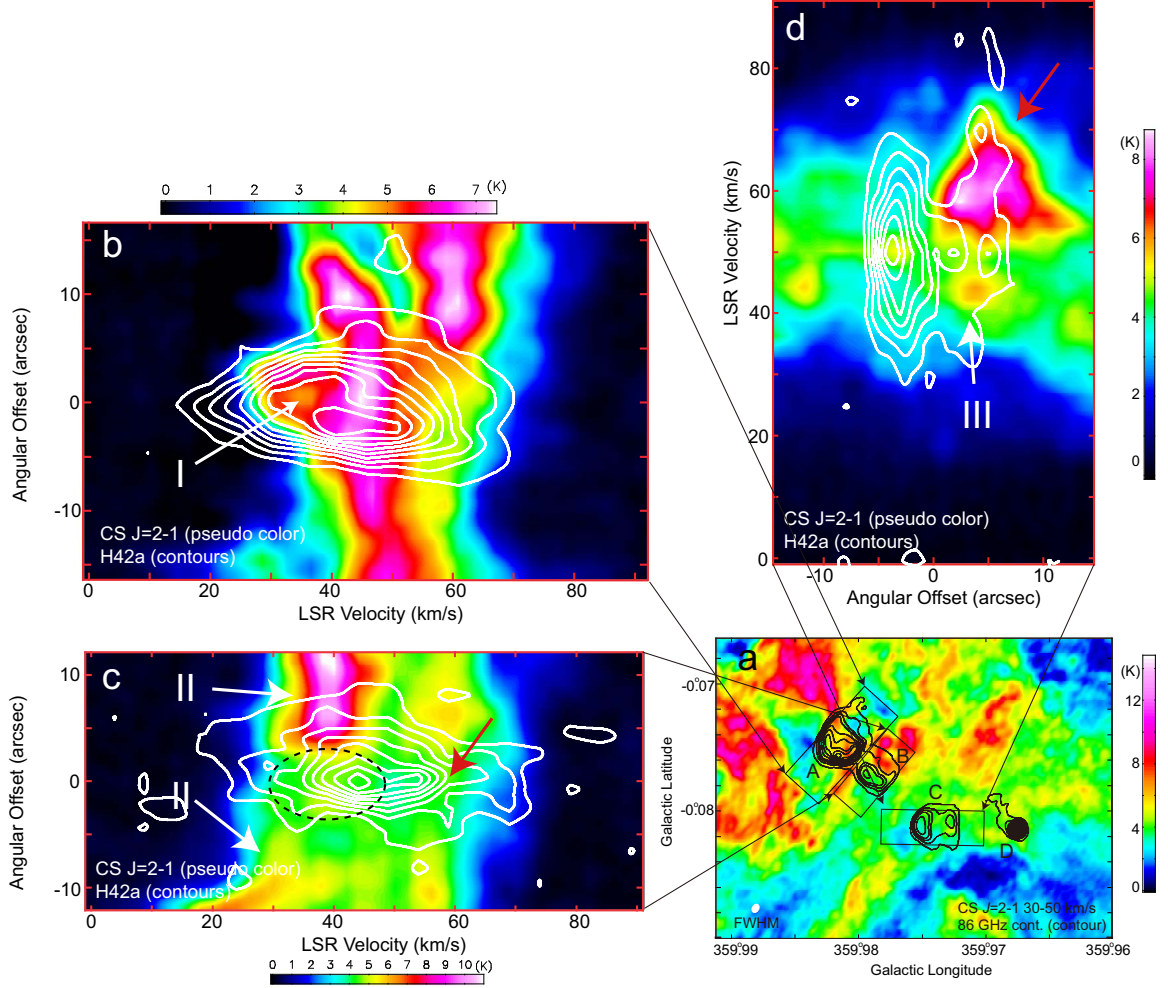 d
80
60
40
20
0
LSR Velocity (km/s)
III
CS J=2-1 (pseudo color)
H42a (contours)
-10 0 10
Angular Offset (arcsec)
(K)
8
6
4
2
0
0 1 2 3 4 5 6 7 (K)
b
10
0
-10
Angular Offset (arcsec)
I
CS J=2-1 (pseudo color)
H42a (contours)
0 20 40 60 80
LSR Velocity (km/s)
c
II
II
10
0
-10
Angular Offset (arcsec)
CS J=2-1 (pseudo color)
H42a (contours)
0 20 40 60 80
LSR Velocity (km/s)
0 1 2 3 4 5 6 7 8 9 10 (K)
a
-0.07
-0.08
Galactic Latitude
A
B
C
D
FWHM
CS J=2-1 30-50 km/s
86 GHz cont. (contour)
359.99 359.98 359.97 359.96
Galactic Longitude
(K)
12
8
4
0